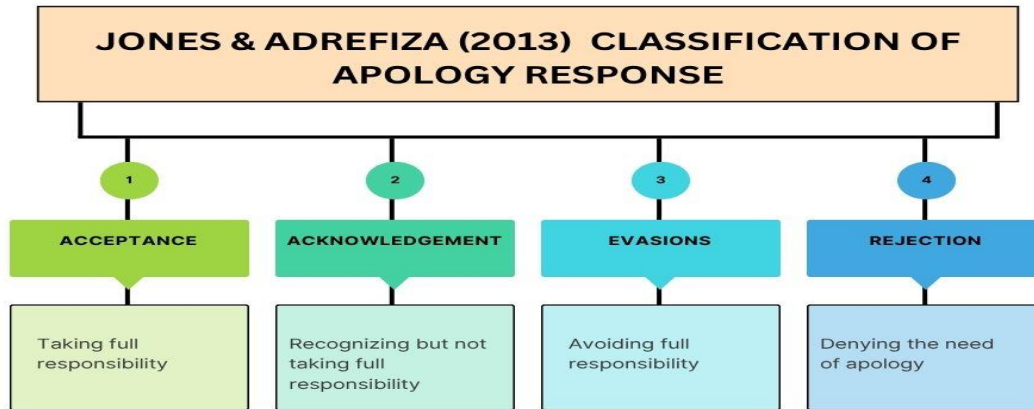 JONES & ADREFIZA (2013) CLASSIFICATION OF
APOLOGY RESPONSE
1
2
3
4
ACCEPTANCE
ACKNOWLEDGEMENT
EVASIONS
REJECTION
Taking full
responsibility
Recognizing but not
taking full
responsibility
Avoiding full
responsibility
Denying the need
of apology